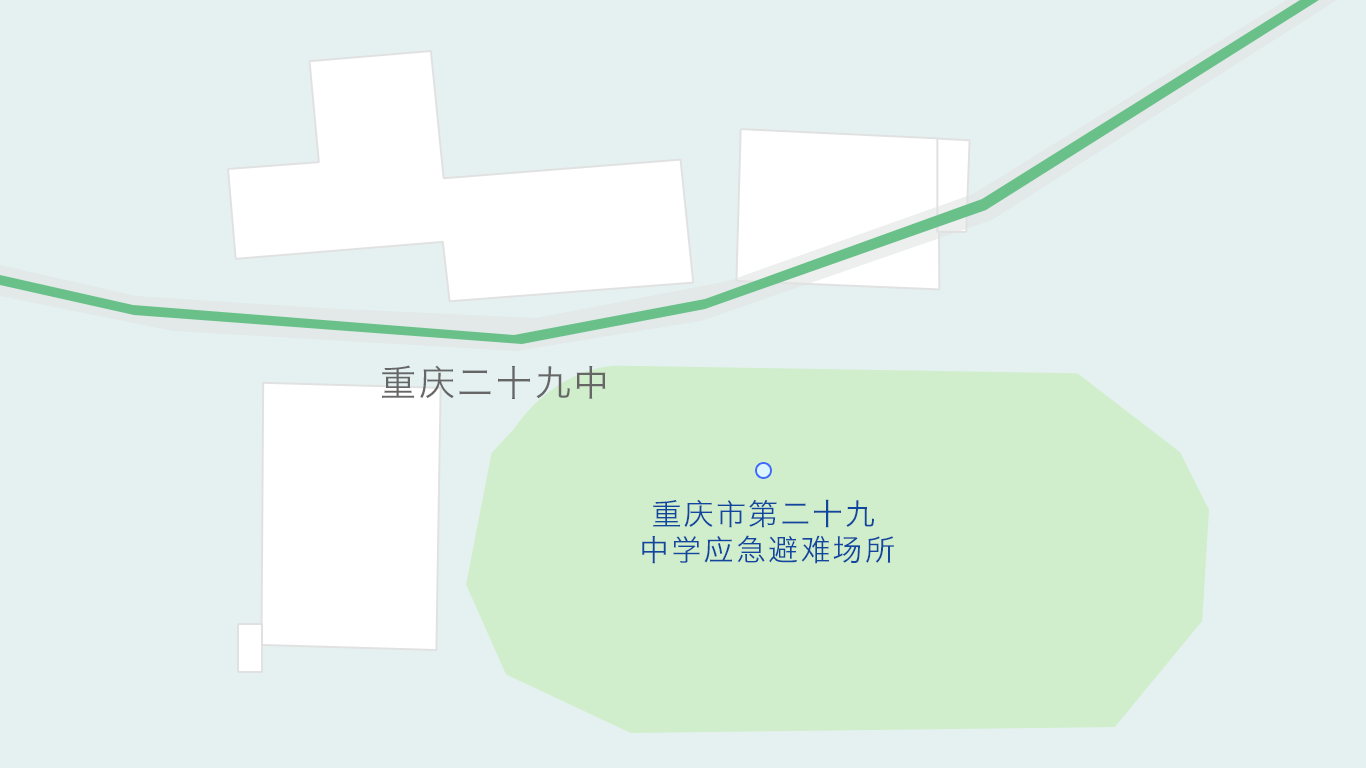 重庆二十九中
重庆市第二十九
中学应急避难场所